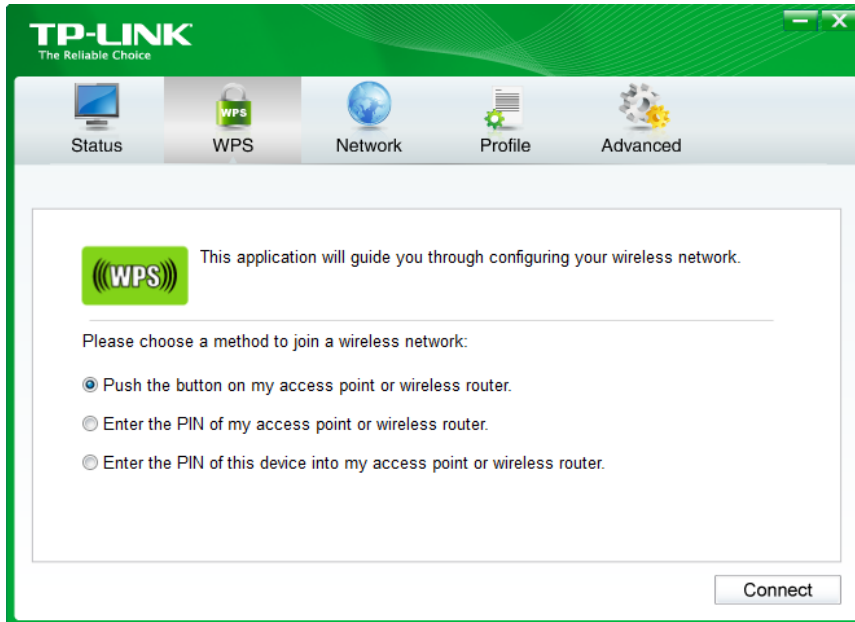 TP-LINK
The Reliable Choice
WPS
Status
WPS
Network
Profile
Advanced
((WPS)) This application will guide you through configuring your wireless network.
Please choose a method to join a wireless network:
Push the button on my access point or wireless router.
Enter the PIN of my access point or wireless router.
Enter the PIN of this device into my access point or wireless router.
Connect